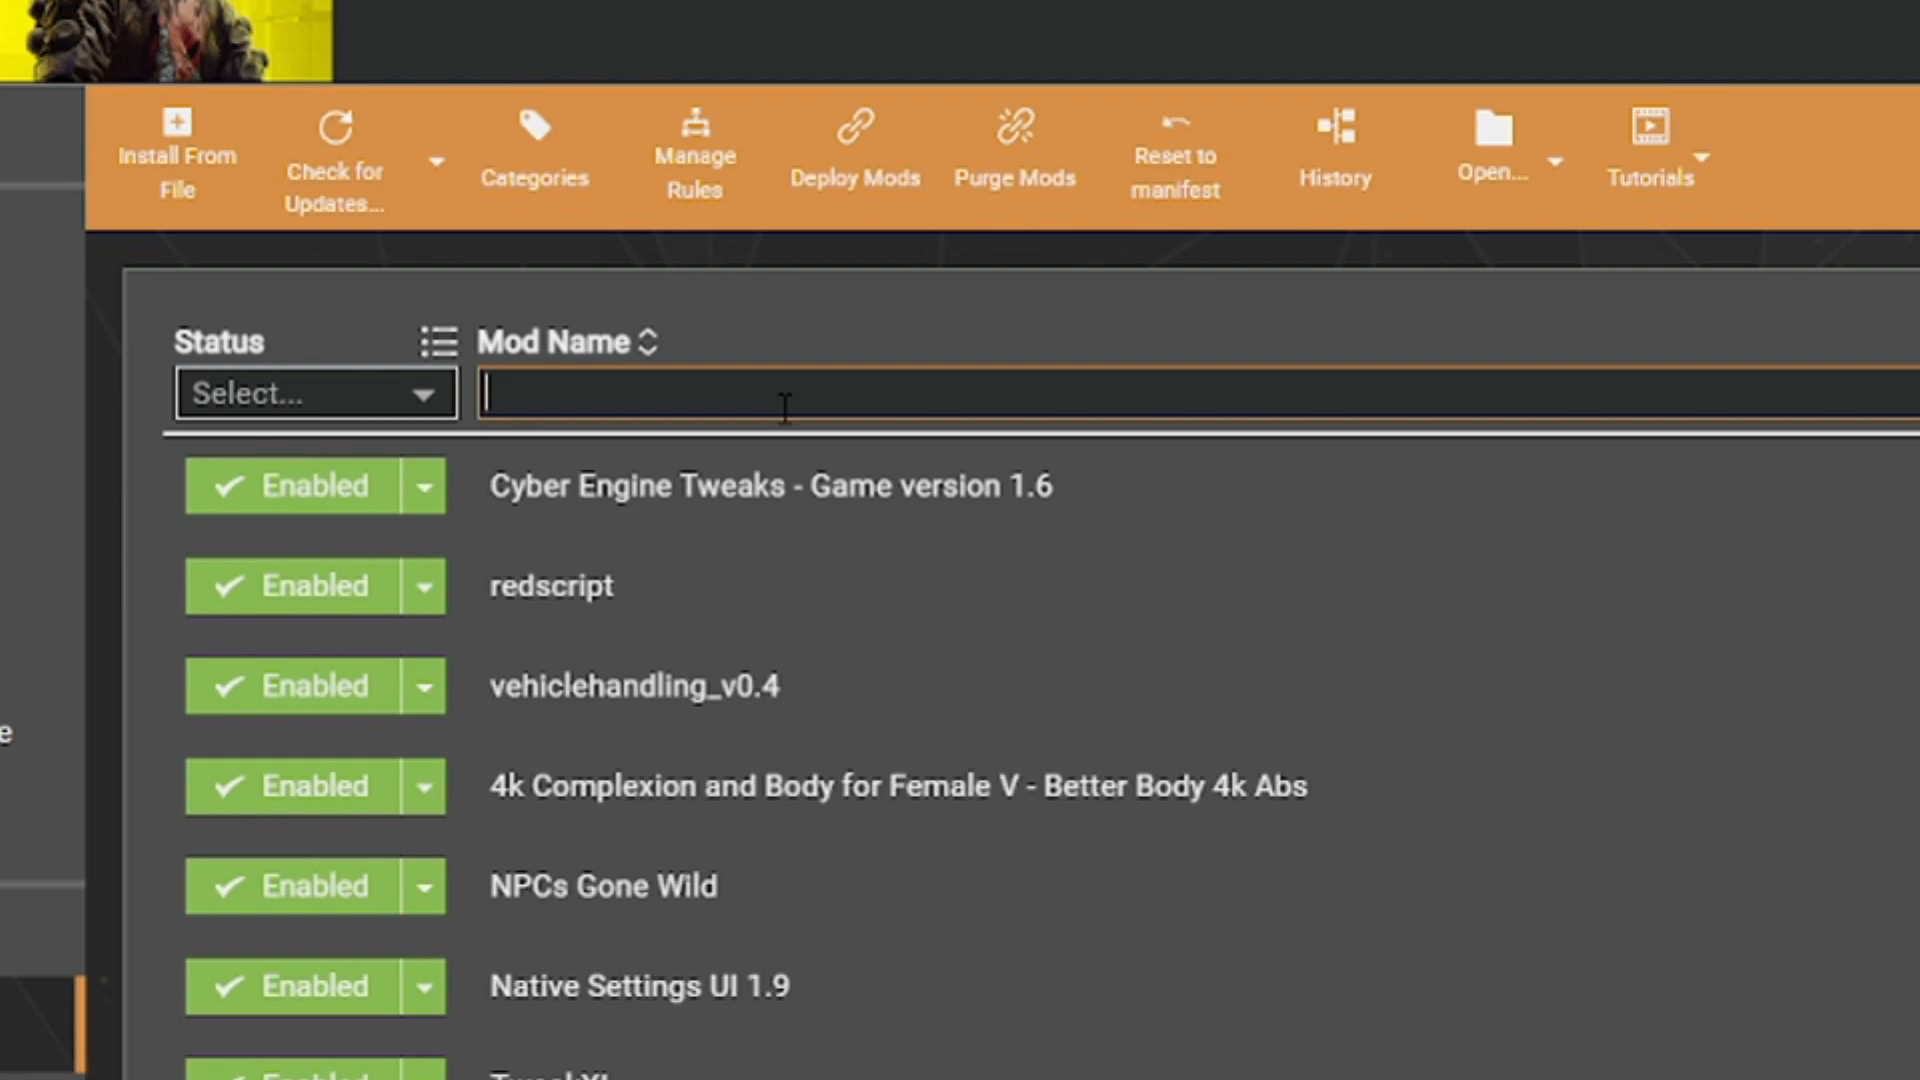 Install From
File
Check for
Updates...
Categories
Manage
Rules
Deploy Mods
Purge Mods
Reset to
manifest
History
Open...
Tutorials
Status
Mod Name
Select...
Enabled
Cyber Engine Tweaks - Game version 1.6
Enabled
redscript
Enabled
vehiclehandling_v0.4
e
Enabled
4k Complexion and Body for Female V - Better Body 4k Abs
Enabled
NPCs Gone Wild
Enabled
Native Settings UI 1.9